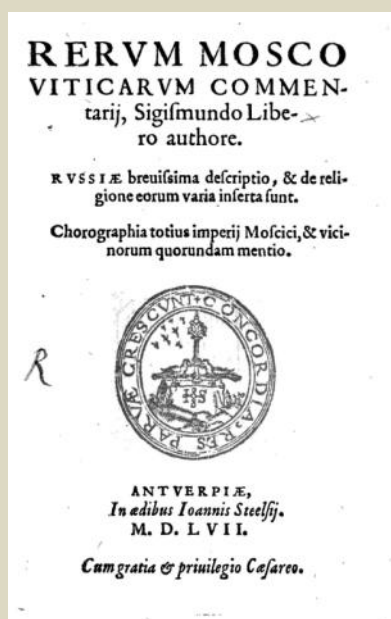 RERVM MOSCO
VITICARVM COMMEN-
tarij, Sigiſmundo Libe-
ro authore.
RVSSIÆ breuiſsima deſcriptio, & de reli-
gione eorum varia inſerta ſunt.
Chorographia totius imperij Moſcici, & vici-
norum quorundam mentio.
CONCORDIA RES PARVÆ CRESCVNT
R
ANTVERPIÆ,
In ædibus Ioannis Steelſij.
M. D. LVII.
Cum gratia & priuilegio Cæſareo.